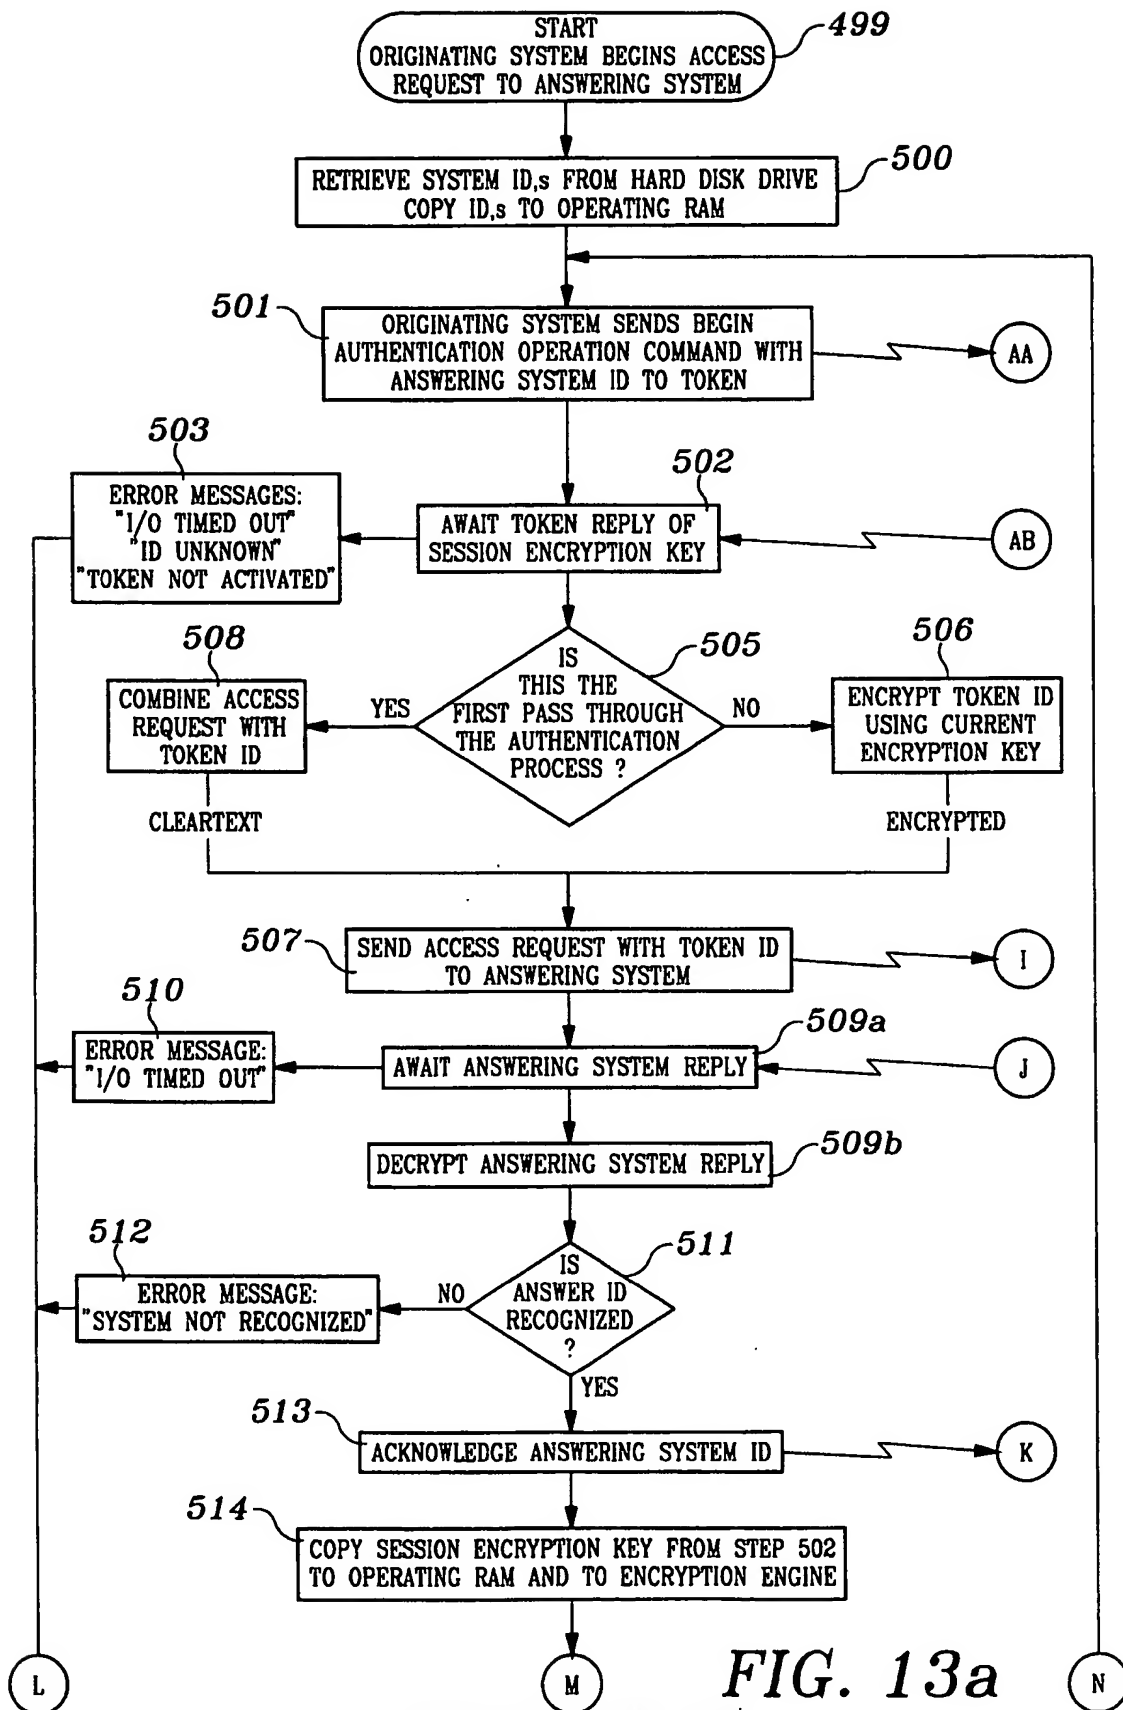 START
ORIGINATING SYSTEM BEGINS ACCESS
REQUEST TO ANSWERING SYSTEM
499
RETRIEVE SYSTEM ID,s FROM HARD DISK DRIVE
COPY ID,s TO OPERATING RAM
500
501
ORIGINATING SYSTEM SENDS BEGIN
AUTHENTICATION OPERATION COMMAND WITH
ANSWERING SYSTEM ID TO TOKEN
AA
503
ERROR MESSAGES:
"I/O TIMED OUT"
"ID UNKNOWN"
"TOKEN NOT ACTIVATED"
502
AWAIT TOKEN REPLY OF
SESSION ENCRYPTION KEY
AB
508
COMBINE ACCESS
REQUEST WITH
TOKEN ID
YES
IS
THIS THE
FIRST PASS THROUGH
THE AUTHENTICATION
PROCESS ?
505
NO
506
ENCRYPT TOKEN ID
USING CURRENT
ENCRYPTION KEY
CLEARTEXT
ENCRYPTED
507
SEND ACCESS REQUEST WITH TOKEN ID
TO ANSWERING SYSTEM
I
510
ERROR MESSAGE:
"I/O TIMED OUT"
509a
AWAIT ANSWERING SYSTEM REPLY
J
DECRYPT ANSWERING SYSTEM REPLY
509b
512
ERROR MESSAGE:
"SYSTEM NOT RECOGNIZED"
NO
IS
ANSWER ID
RECOGNIZED
?
511
YES
513
ACKNOWLEDGE ANSWERING SYSTEM ID
K
514
COPY SESSION ENCRYPTION KEY FROM STEP 502
TO OPERATING RAM AND TO ENCRYPTION ENGINE
L
M
FIG. 13a
N